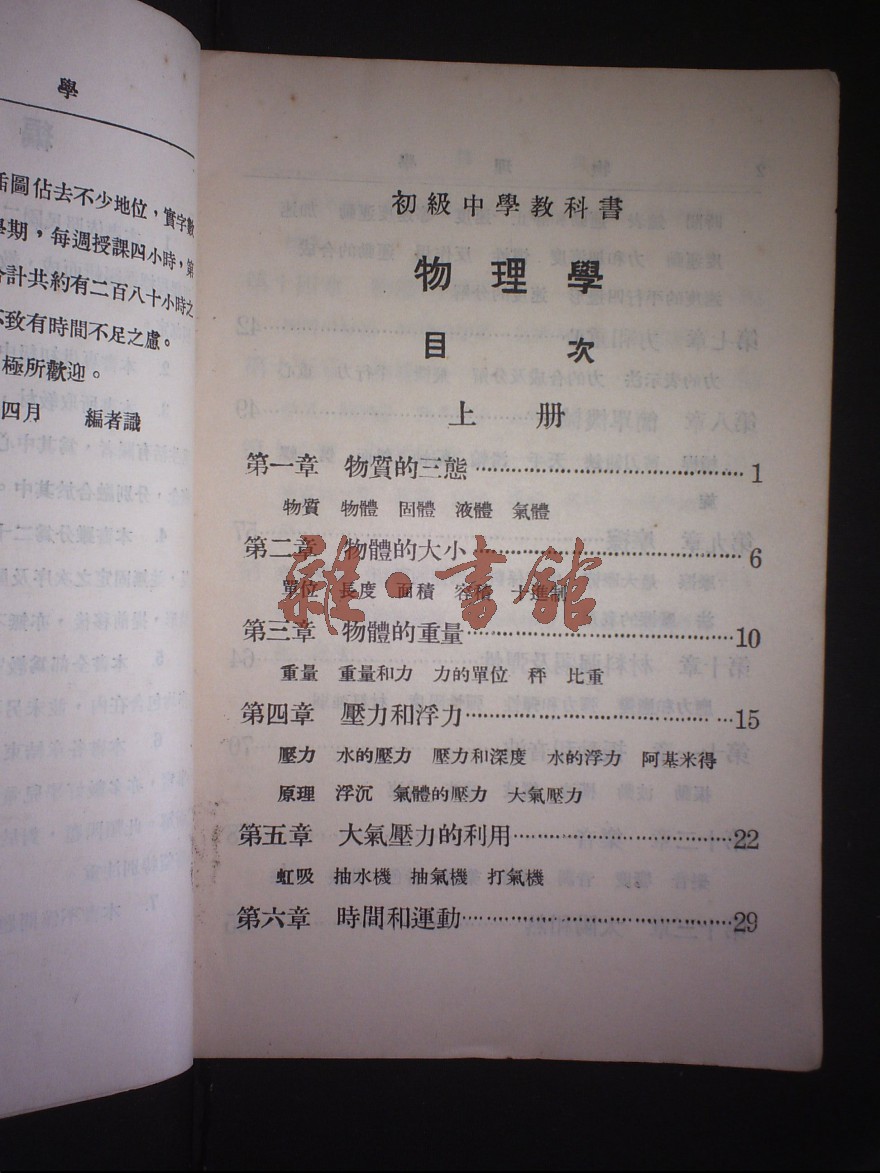 學
括圖佔去不少地位，實字數
學期，每週授課四小時，第
合計共約有二百八十小時之
不致有時間不足之慮。
極所歡迎。
四月 編者識
初級中學教科書
物理學
目次
上冊
第一章 物質的三態 1
物質 物體 固體 液體 氣體
第二章 物體的大小 6
單位 長度 面積 容積 十進制
第三章 物體的重量 10
重量 重量和力 力的單位 秤 比重
第四章 壓力和浮力 15
壓力 水的壓力 壓力和深度 水的浮力 阿基米得
原理 浮沉 氣體的壓力 大氣壓力
第五章 大氣壓力的利用 22
虹吸 抽水機 抽氣機 打氣機
第六章 時間和運動 29
雜·書館